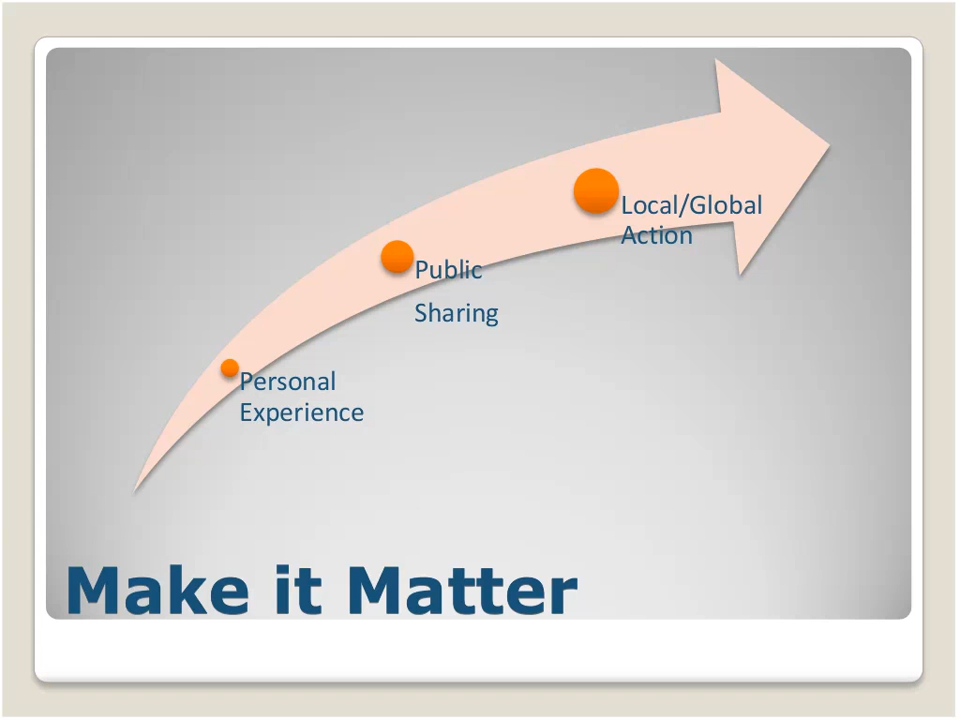 Local/Global
Action
Public
Sharing
Personal
Experience
Make it Matter